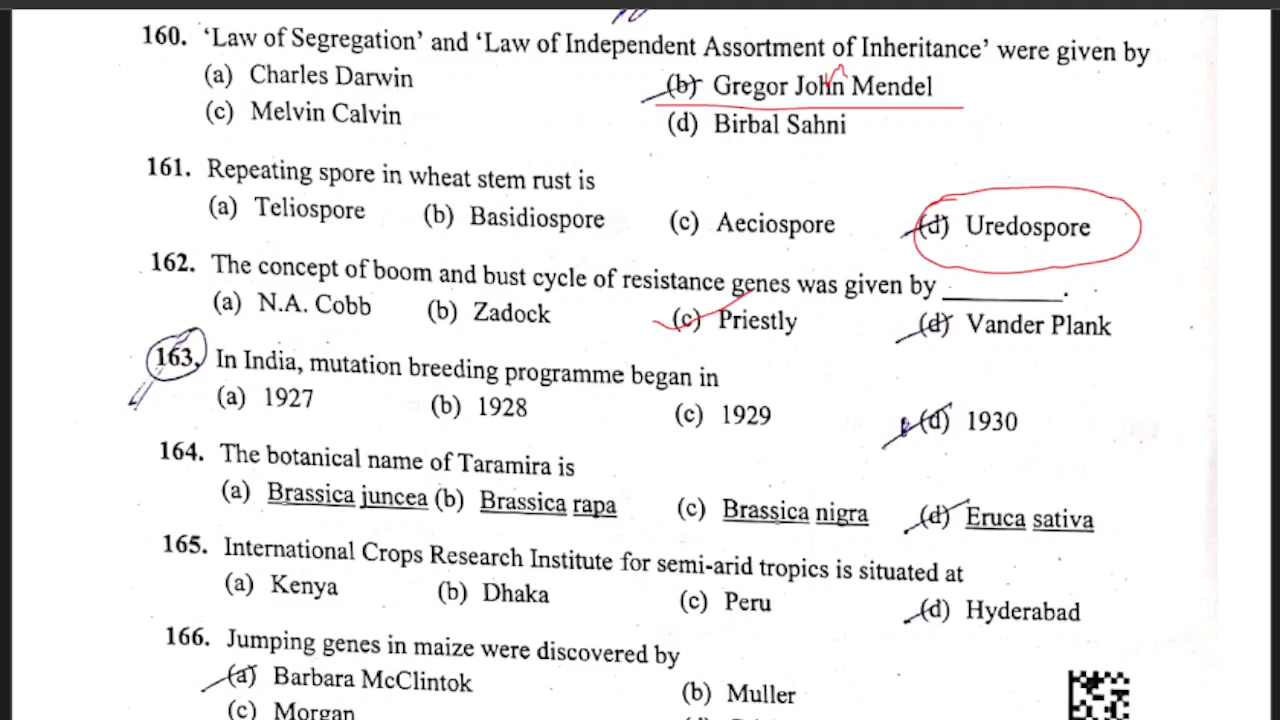 160. 'Law of Segregation' and 'Law of Independent Assortment of Inheritance' were given by
(a) Charles Darwin (b) Gregor John Mendel
(c) Melvin Calvin (d) Birbal Sahni
161. Repeating spore in wheat stem rust is
(a) Teliospore (b) Basidiospore (c) Aeciospore (d) Uredospore
162. The concept of boom and bust cycle of resistance genes was given by ________.
(a) N.A. Cobb (b) Zadock (c) Priestly (d) Vander Plank
163. In India, mutation breeding programme began in
(a) 1927 (b) 1928 (c) 1929 (d) 1930
164. The botanical name of Taramira is
(a) Brassica juncea (b) Brassica rapa (c) Brassica nigra (d) Eruca sativa
165. International Crops Research Institute for semi-arid tropics is situated at
(a) Kenya (b) Dhaka (c) Peru (d) Hyderabad
166. Jumping genes in maize were discovered by
(a) Barbara McClintok (b) Muller
(c) Morgan